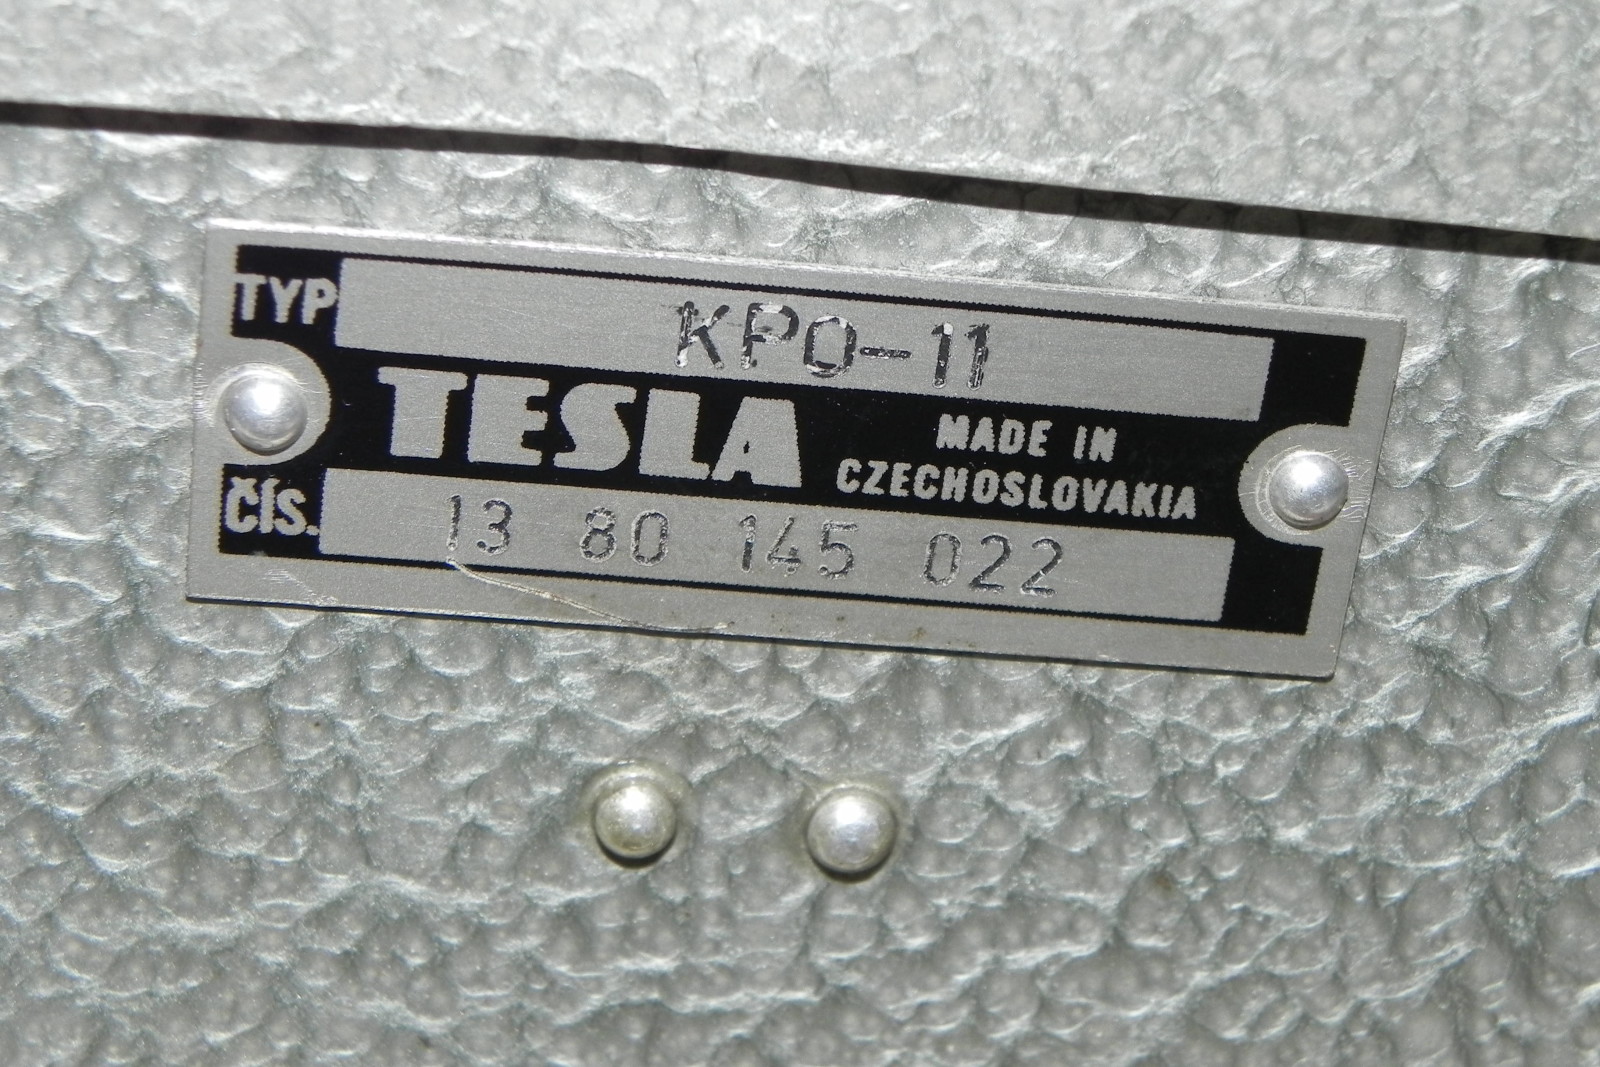 TYP KPO-11
TESLA MADE IN
CZECHOSLOVAKIA
ČÍS. 13 80 145 022